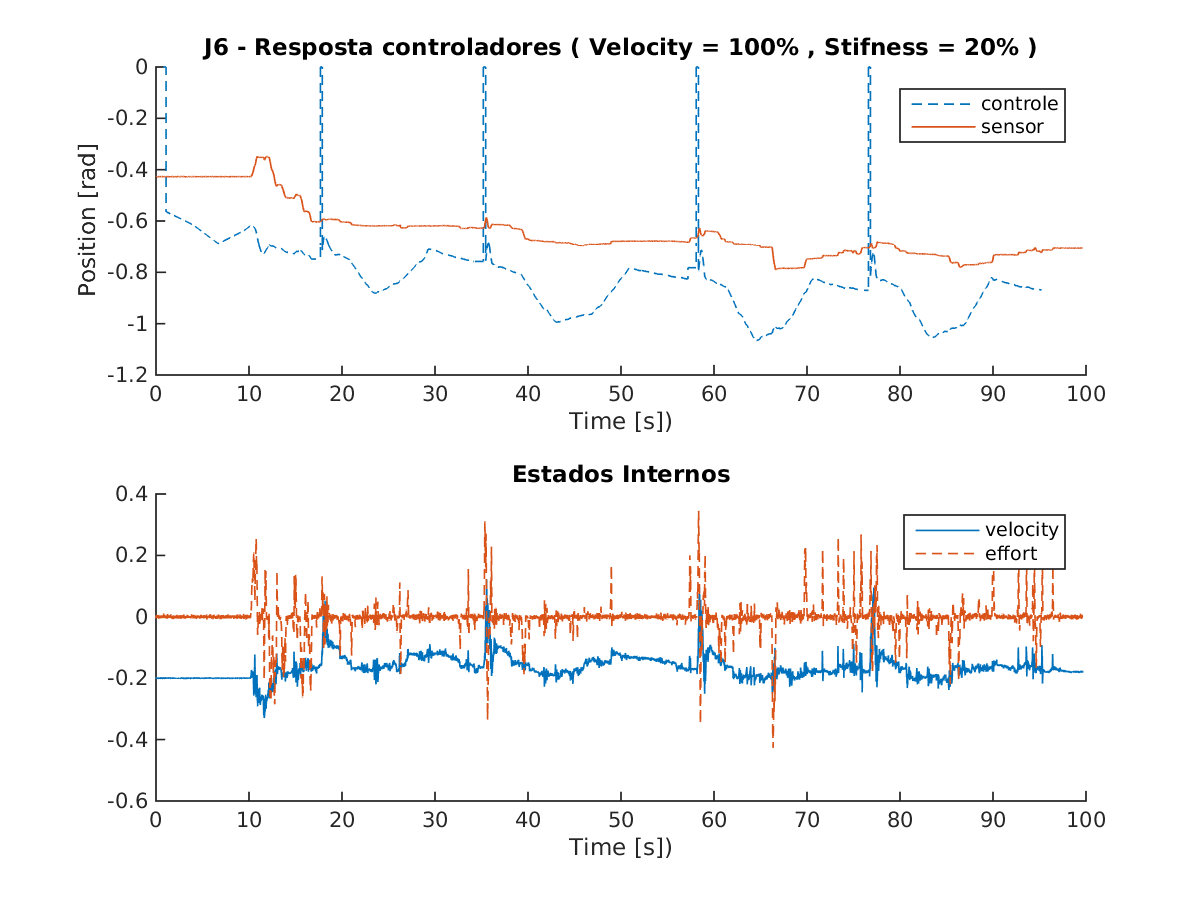 J6 - Resposta controladores ( Velocity = 100% , Stifness = 20% )
controle
sensor
0
-0.2
-0.4
-0.6
-0.8
-1
-1.2
Position [rad]
0 10 20 30 40 50 60 70 80 90 100
Time [s])
Estados Internos
velocity
effort
0.4
0.2
0
-0.2
-0.4
-0.6
0 10 20 30 40 50 60 70 80 90 100
Time [s])